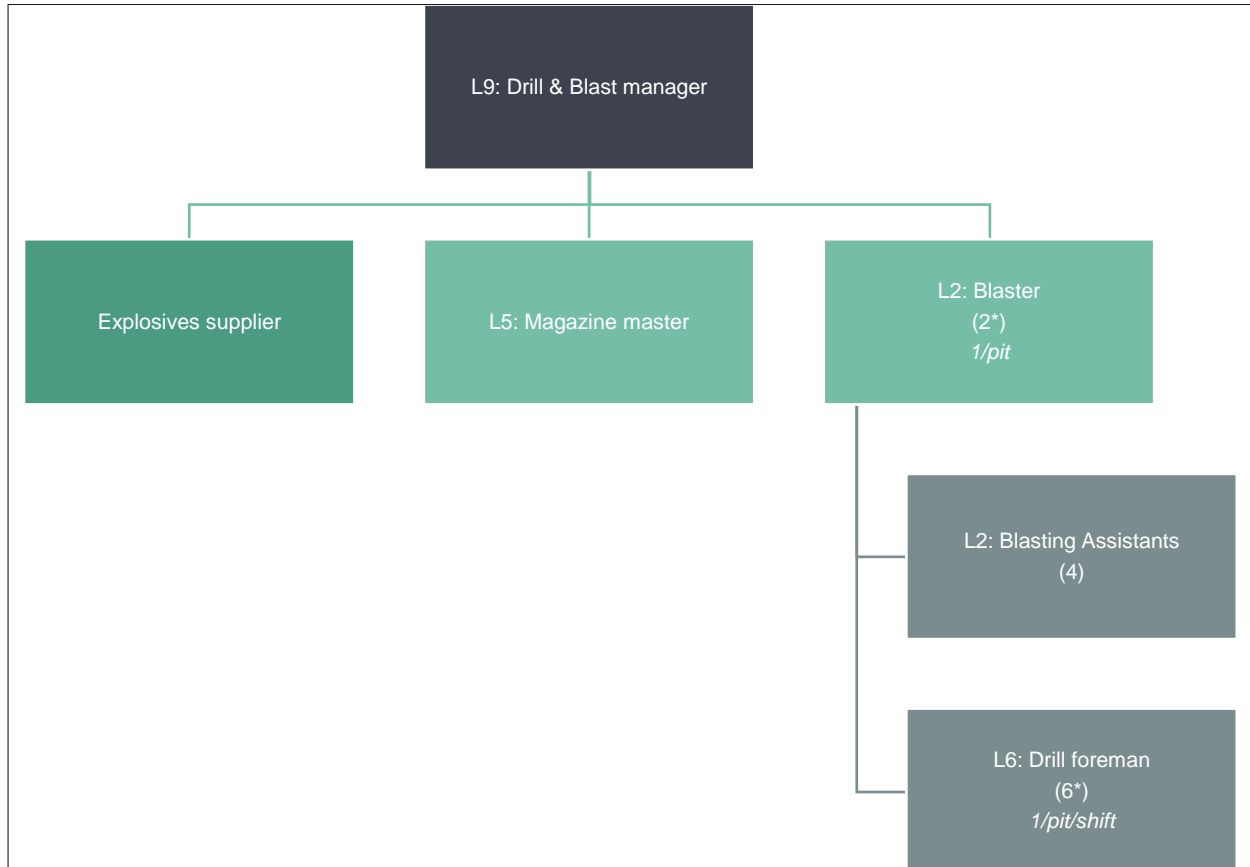 L9: Drill & Blast manager
Explosives supplier
L5: Magazine master
L2: Blaster
(2*)
1/pit
L2: Blasting Assistants
(4)
L6: Drill foreman
(6*)
1/pit/shift